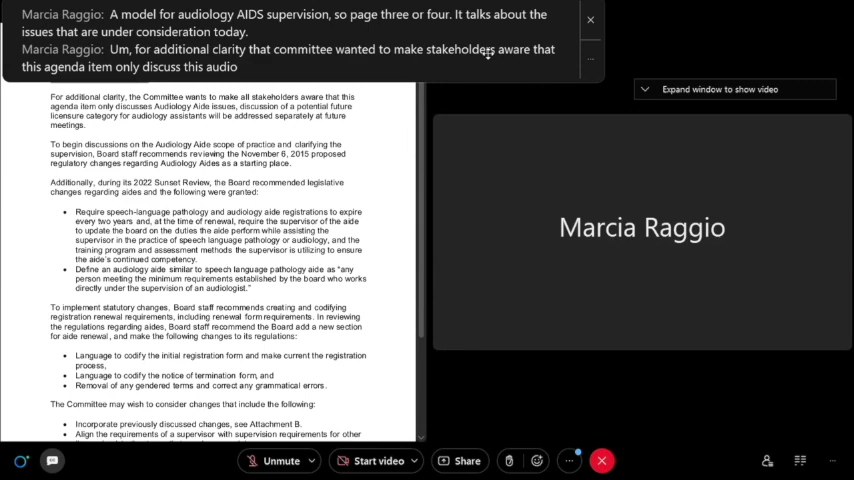 Marcia Raggio: A model for audiology AIDS supervision, so page three or four. It talks about the
issues that are under consideration today.
Marcia Raggio: Um, for additional clarity that committee wanted to make stakeholders aware that
this agenda item only discuss this audio
For additional clarity, the Committee wants to make all stakeholders aware that this
agenda item only discusses Audiology Aide issues, discussion of a potential future
licensure category for audiology assistants will be addressed separately at future
meetings.
To begin discussions on the Audiology Aide scope of practice and clarifying the
supervision, Board staff recommends reviewing the November 6, 2015 proposed
regulatory changes regarding Audiology Aides as a starting place.
Additionally, during its 2022 Sunset Review, the Board recommended legislative
changes regarding aides and the following were granted:
• Require speech-language pathology and audiology aide registrations to expire
every two years and, at the time of renewal, require the supervisor of the aide
to update the board on the duties the aide perform while assisting the
supervisor in the practice of speech language pathology or audiology, and the
training program and assessment methods the supervisor is utilizing to ensure
the aide's continued competency.
• Define an audiology aide similar to speech language pathology aide as "any
person meeting the minimum requirements established by the board who works
directly under the supervision of an audiologist."
To implement statutory changes, Board staff recommends creating and codifying
registration renewal requirements, including renewal form requirements. In reviewing
the regulations regarding aides, Board staff recommend the Board add a new section
for aide renewal, and make the following changes to its regulations:
• Language to codify the initial registration form and make current the registration
process,
• Language to codify the notice of termination form, and
• Removal of any gendered terms and correct any grammatical errors.
The Committee may wish to consider changes that include the following:
• Incorporate previously discussed changes, see Attachment B.
• Align the requirements of a supervisor with supervision requirements for other
Expand window to show video
Marcia Raggio
Unmute
Start video
Share